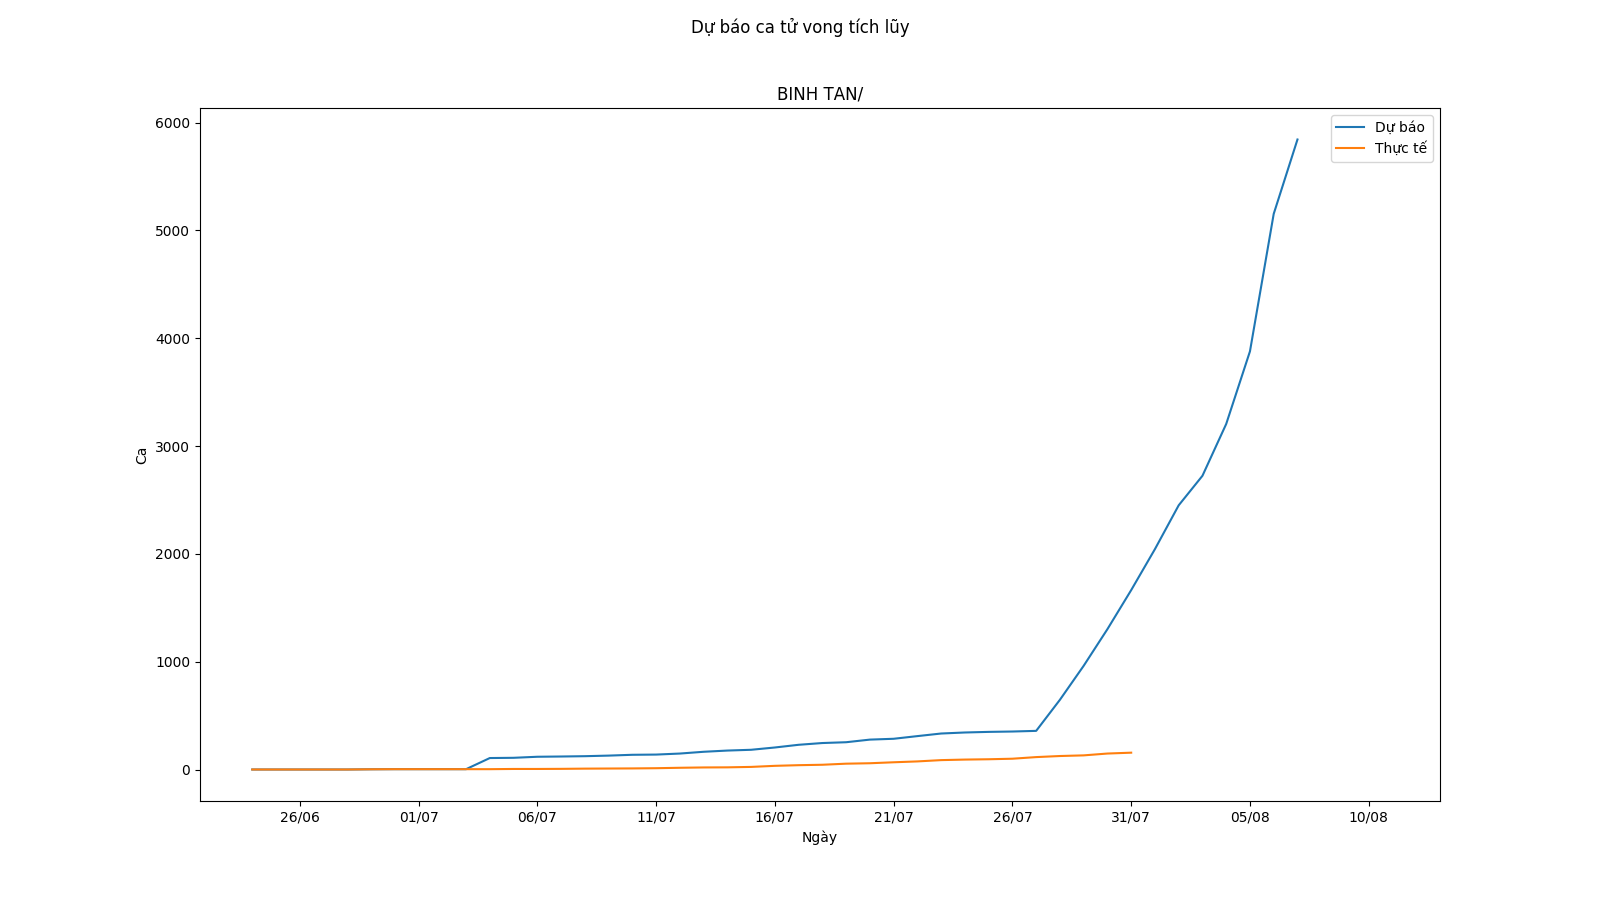 Dự báo ca tử vong tích lũy
BINH TAN/
Dự báo
Thực tế
6000
5000
4000
3000
2000
1000
0
Ca
26/06
01/07
06/07
11/07
16/07
21/07
26/07
31/07
05/08
10/08
Ngày